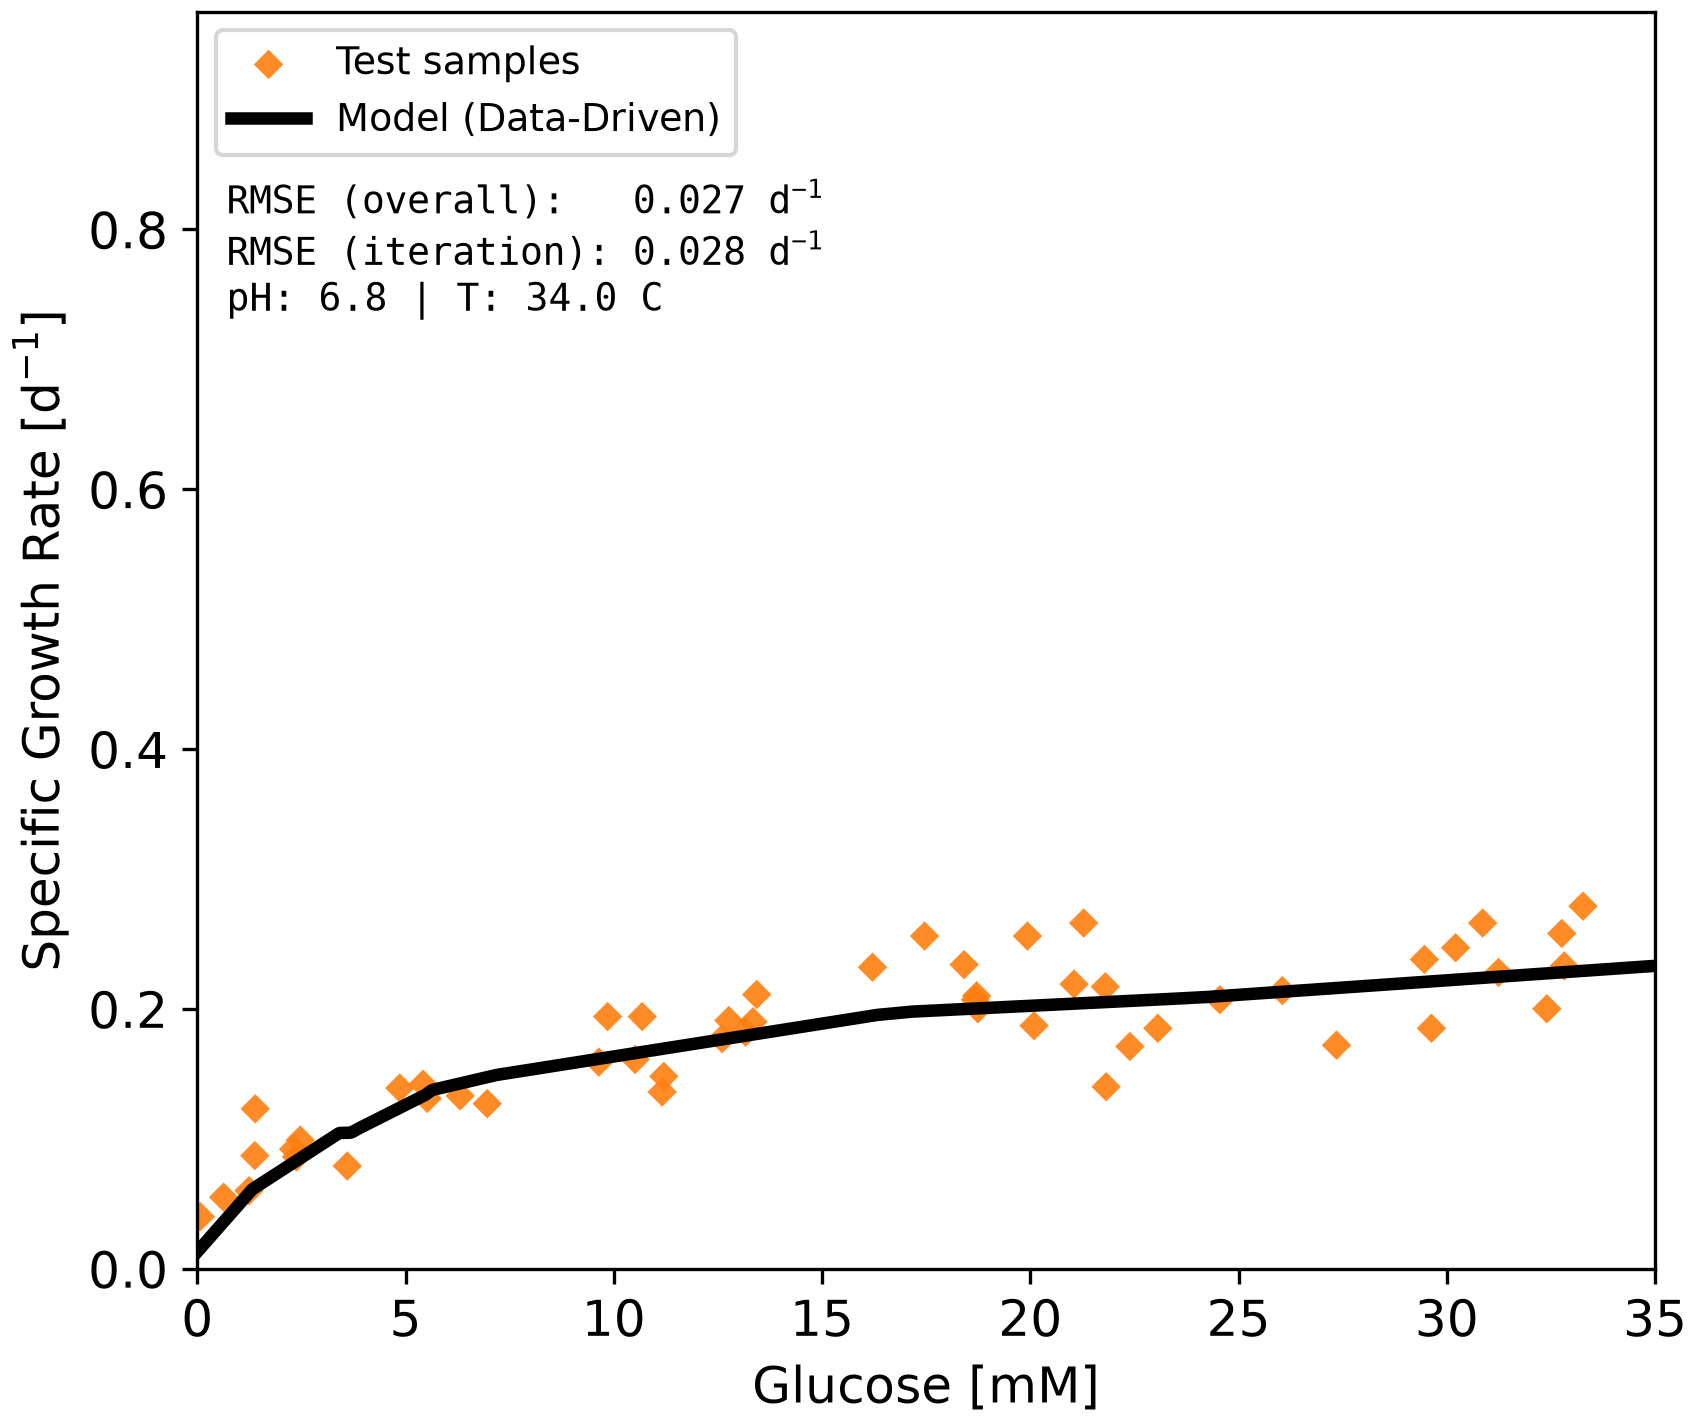 Test samples
Model (Data-Driven)
RMSE (overall):   0.027 d⁻¹
RMSE (iteration): 0.028 d⁻¹
pH: 6.8 | T: 34.0 C
Specific Growth Rate [d⁻¹]
0.8
0.6
0.4
0.2
0.0
0 5 10 15 20 25 30 35
Glucose [mM]